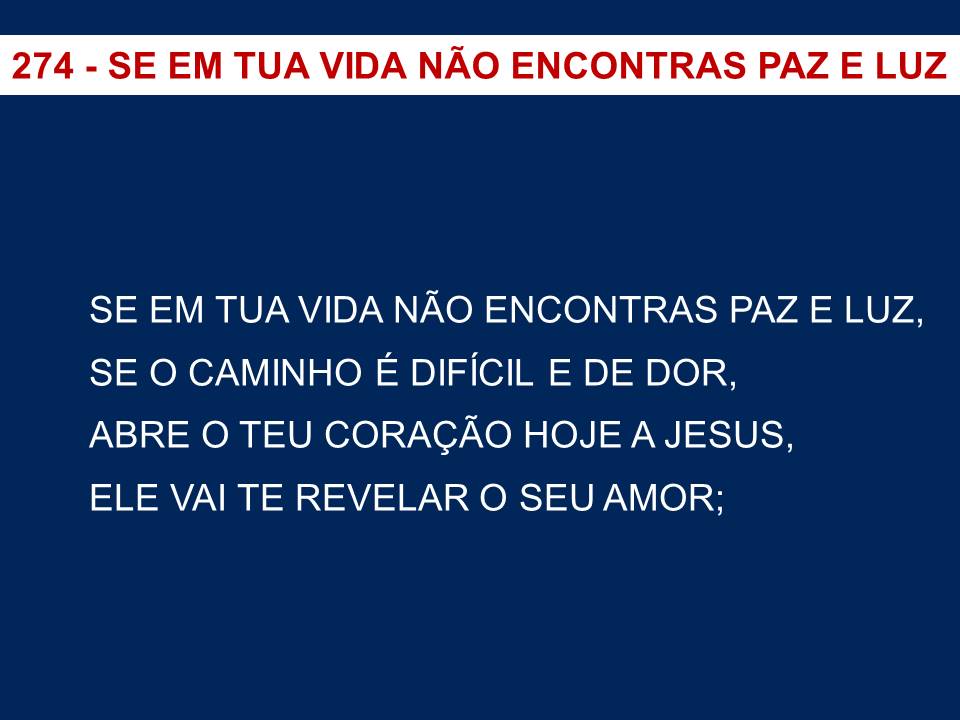 274 - SE EM TUA VIDA NÃO ENCONTRAS PAZ E LUZ
SE EM TUA VIDA NÃO ENCONTRAS PAZ E LUZ,
SE O CAMINHO É DIFÍCIL E DE DOR,
ABRE O TEU CORAÇÃO HOJE A JESUS,
ELE VAI TE REVELAR O SEU AMOR;